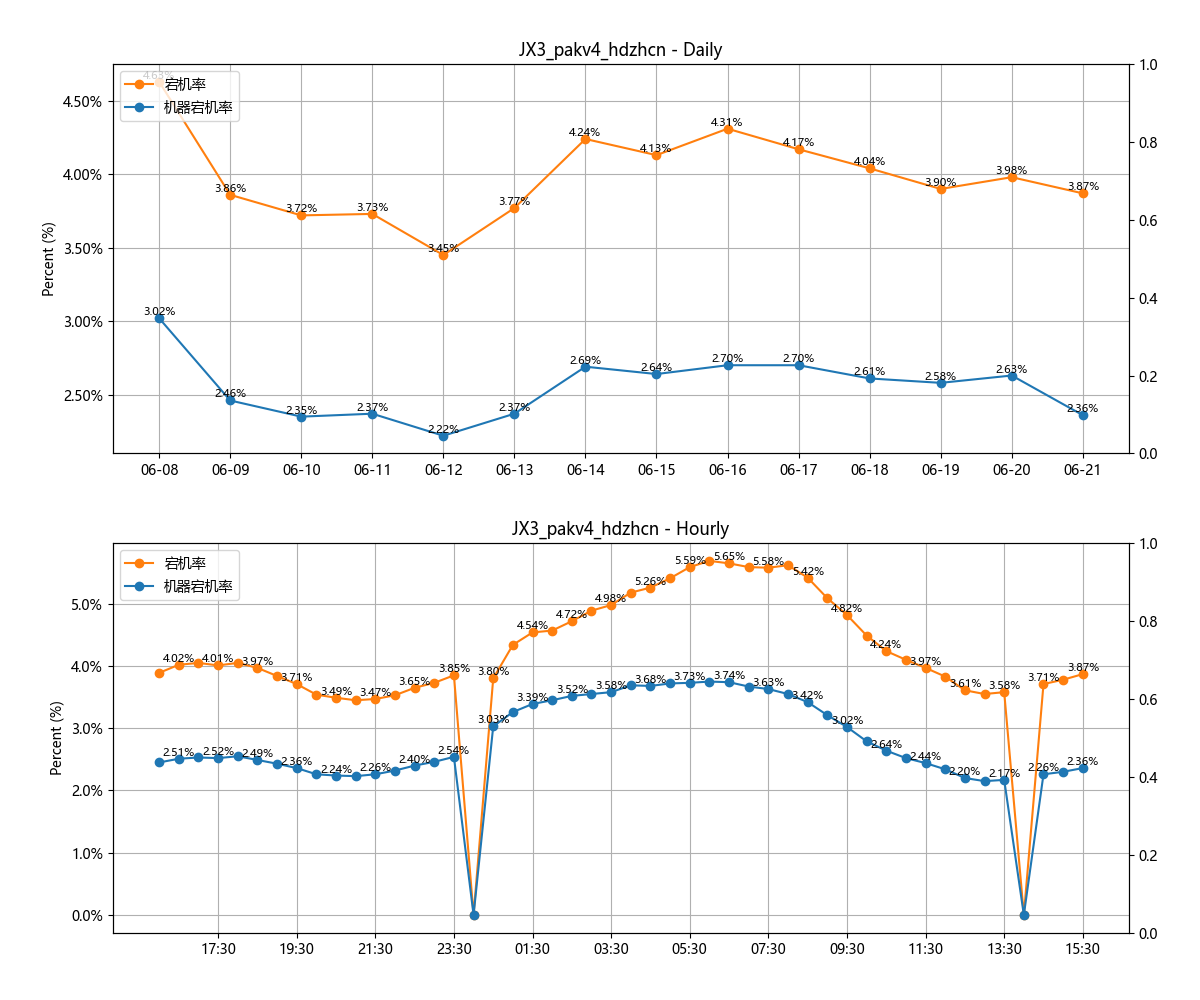 JX3_pakv4_hdzhcn - Daily
4.63%
宕机率
机器宕机率
4.50%
4.00%
3.50%
3.00%
2.50%
Percent (%)
1.0
0.8
0.6
0.4
0.2
0.0
3.86% 3.72% 3.73% 3.45% 3.77% 4.24% 4.13% 4.31% 4.17% 4.04% 3.90% 3.98% 3.87%
3.02% 2.46% 2.35% 2.37% 2.22% 2.37% 2.69% 2.64% 2.70% 2.70% 2.61% 2.58% 2.63% 2.36%
06-08 06-09 06-10 06-11 06-12 06-13 06-14 06-15 06-16 06-17 06-18 06-19 06-20 06-21
JX3_pakv4_hdzhcn - Hourly
宕机率
机器宕机率
5.0%
4.0%
3.0%
2.0%
1.0%
0.0%
Percent (%)
1.0
0.8
0.6
0.4
0.2
0.0
4.02% 4.01% 3.97% 3.71% 3.49% 3.47% 3.65% 3.85% 3.80% 4.54% 4.72% 4.98% 5.26% 5.59% 5.65% 5.58% 5.42% 4.82% 4.24% 3.97% 3.61% 3.58% 3.71% 3.87%
2.51% 2.52% 2.49% 2.36% 2.24% 2.26% 2.40% 2.54% 3.03% 3.39% 3.52% 3.58% 3.68% 3.73% 3.74% 3.63% 3.42% 3.02% 2.64% 2.44% 2.20% 2.17% 2.26% 2.36%
17:30 19:30 21:30 23:30 01:30 03:30 05:30 07:30 09:30 11:30 13:30 15:30